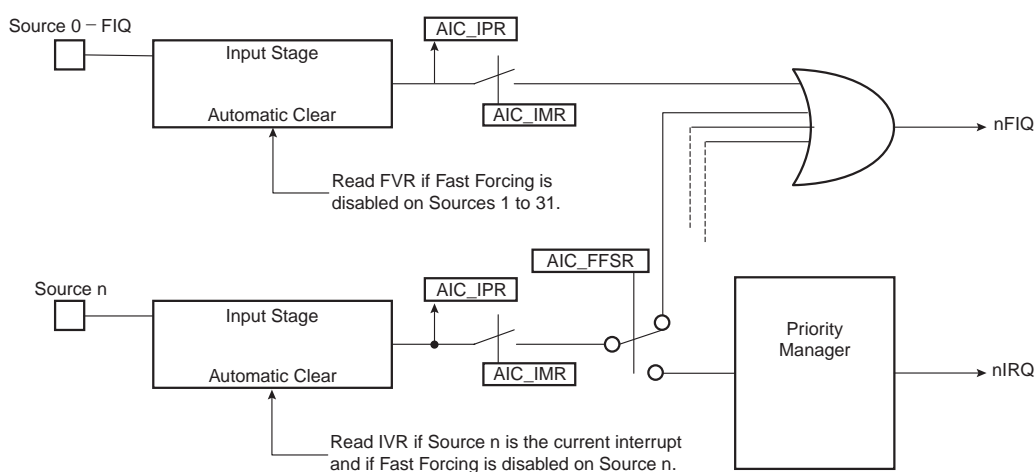 Source 0 – FIQ
AIC_IPR
Input Stage
Automatic Clear
AIC_IMR
nFIQ
Read FVR if Fast Forcing is
disabled on Sources 1 to 31.
AIC_FFSR
Source n
AIC_IPR
Input Stage
Priority
Manager
Automatic Clear
AIC_IMR
nIRQ
Read IVR if Source n is the current interrupt
and if Fast Forcing is disabled on Source n.